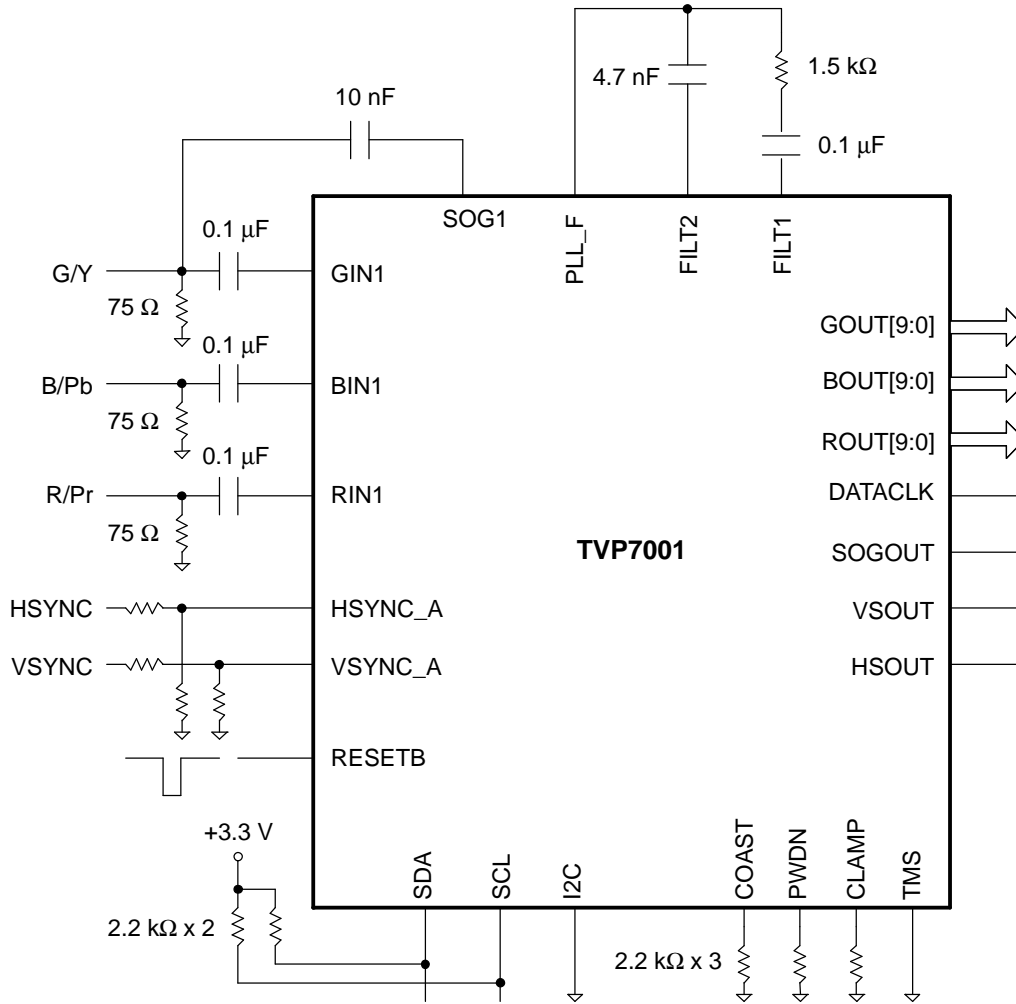 1.5 kΩ
4.7 nF
10 nF
0.1 μF
SOG1
PLL_F
FILT2
FILT1
0.1 μF
G/Y
GIN1
75 Ω
GOUT[9:0]
0.1 μF
B/Pb
BIN1
BOUT[9:0]
75 Ω
ROUT[9:0]
0.1 μF
R/Pr
RIN1
DATACLK
75 Ω
TVP7001
SOGOUT
HSYNC
HSYNC_A
VSOUT
VSYNC
VSYNC_A
HSOUT
RESETB
+3.3 V
SDA
SCL
I2C
COAST
PWDN
CLAMP
TMS
2.2 kΩ x 2
2.2 kΩ x 3